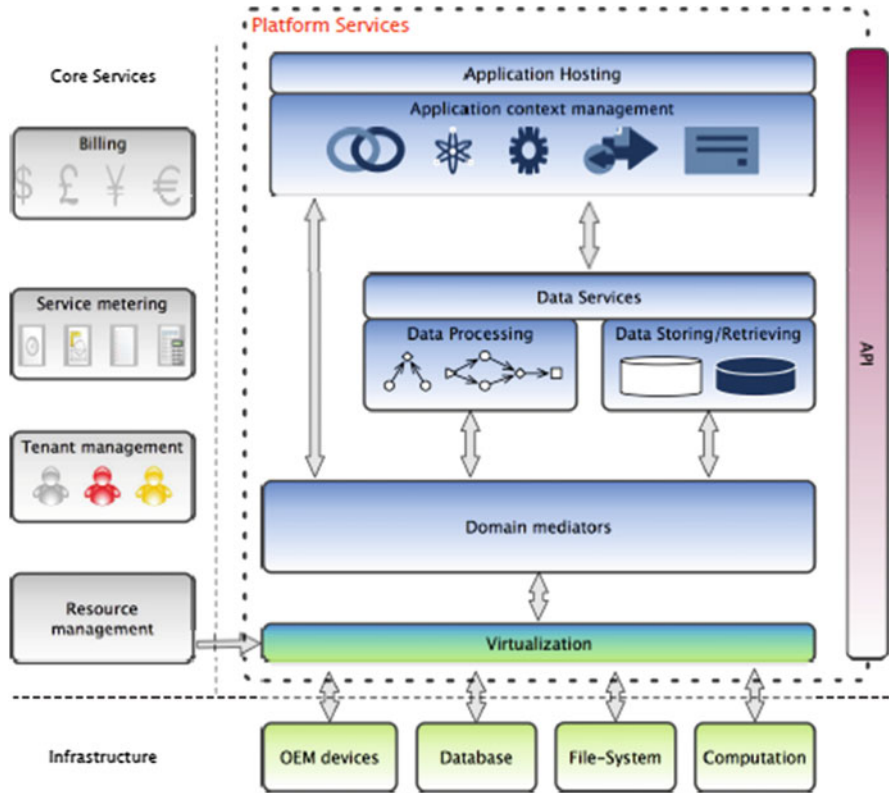 Platform Services
Core Services
Application Hosting
Application context management
Billing
$ £ ¥ €
Service metering
Data Services
Data Processing
Data Storing/Retrieving
API
Tenant management
Domain mediators
Resource
management
Virtualization
Infrastructure
OEM devices
Database
File-System
Computation